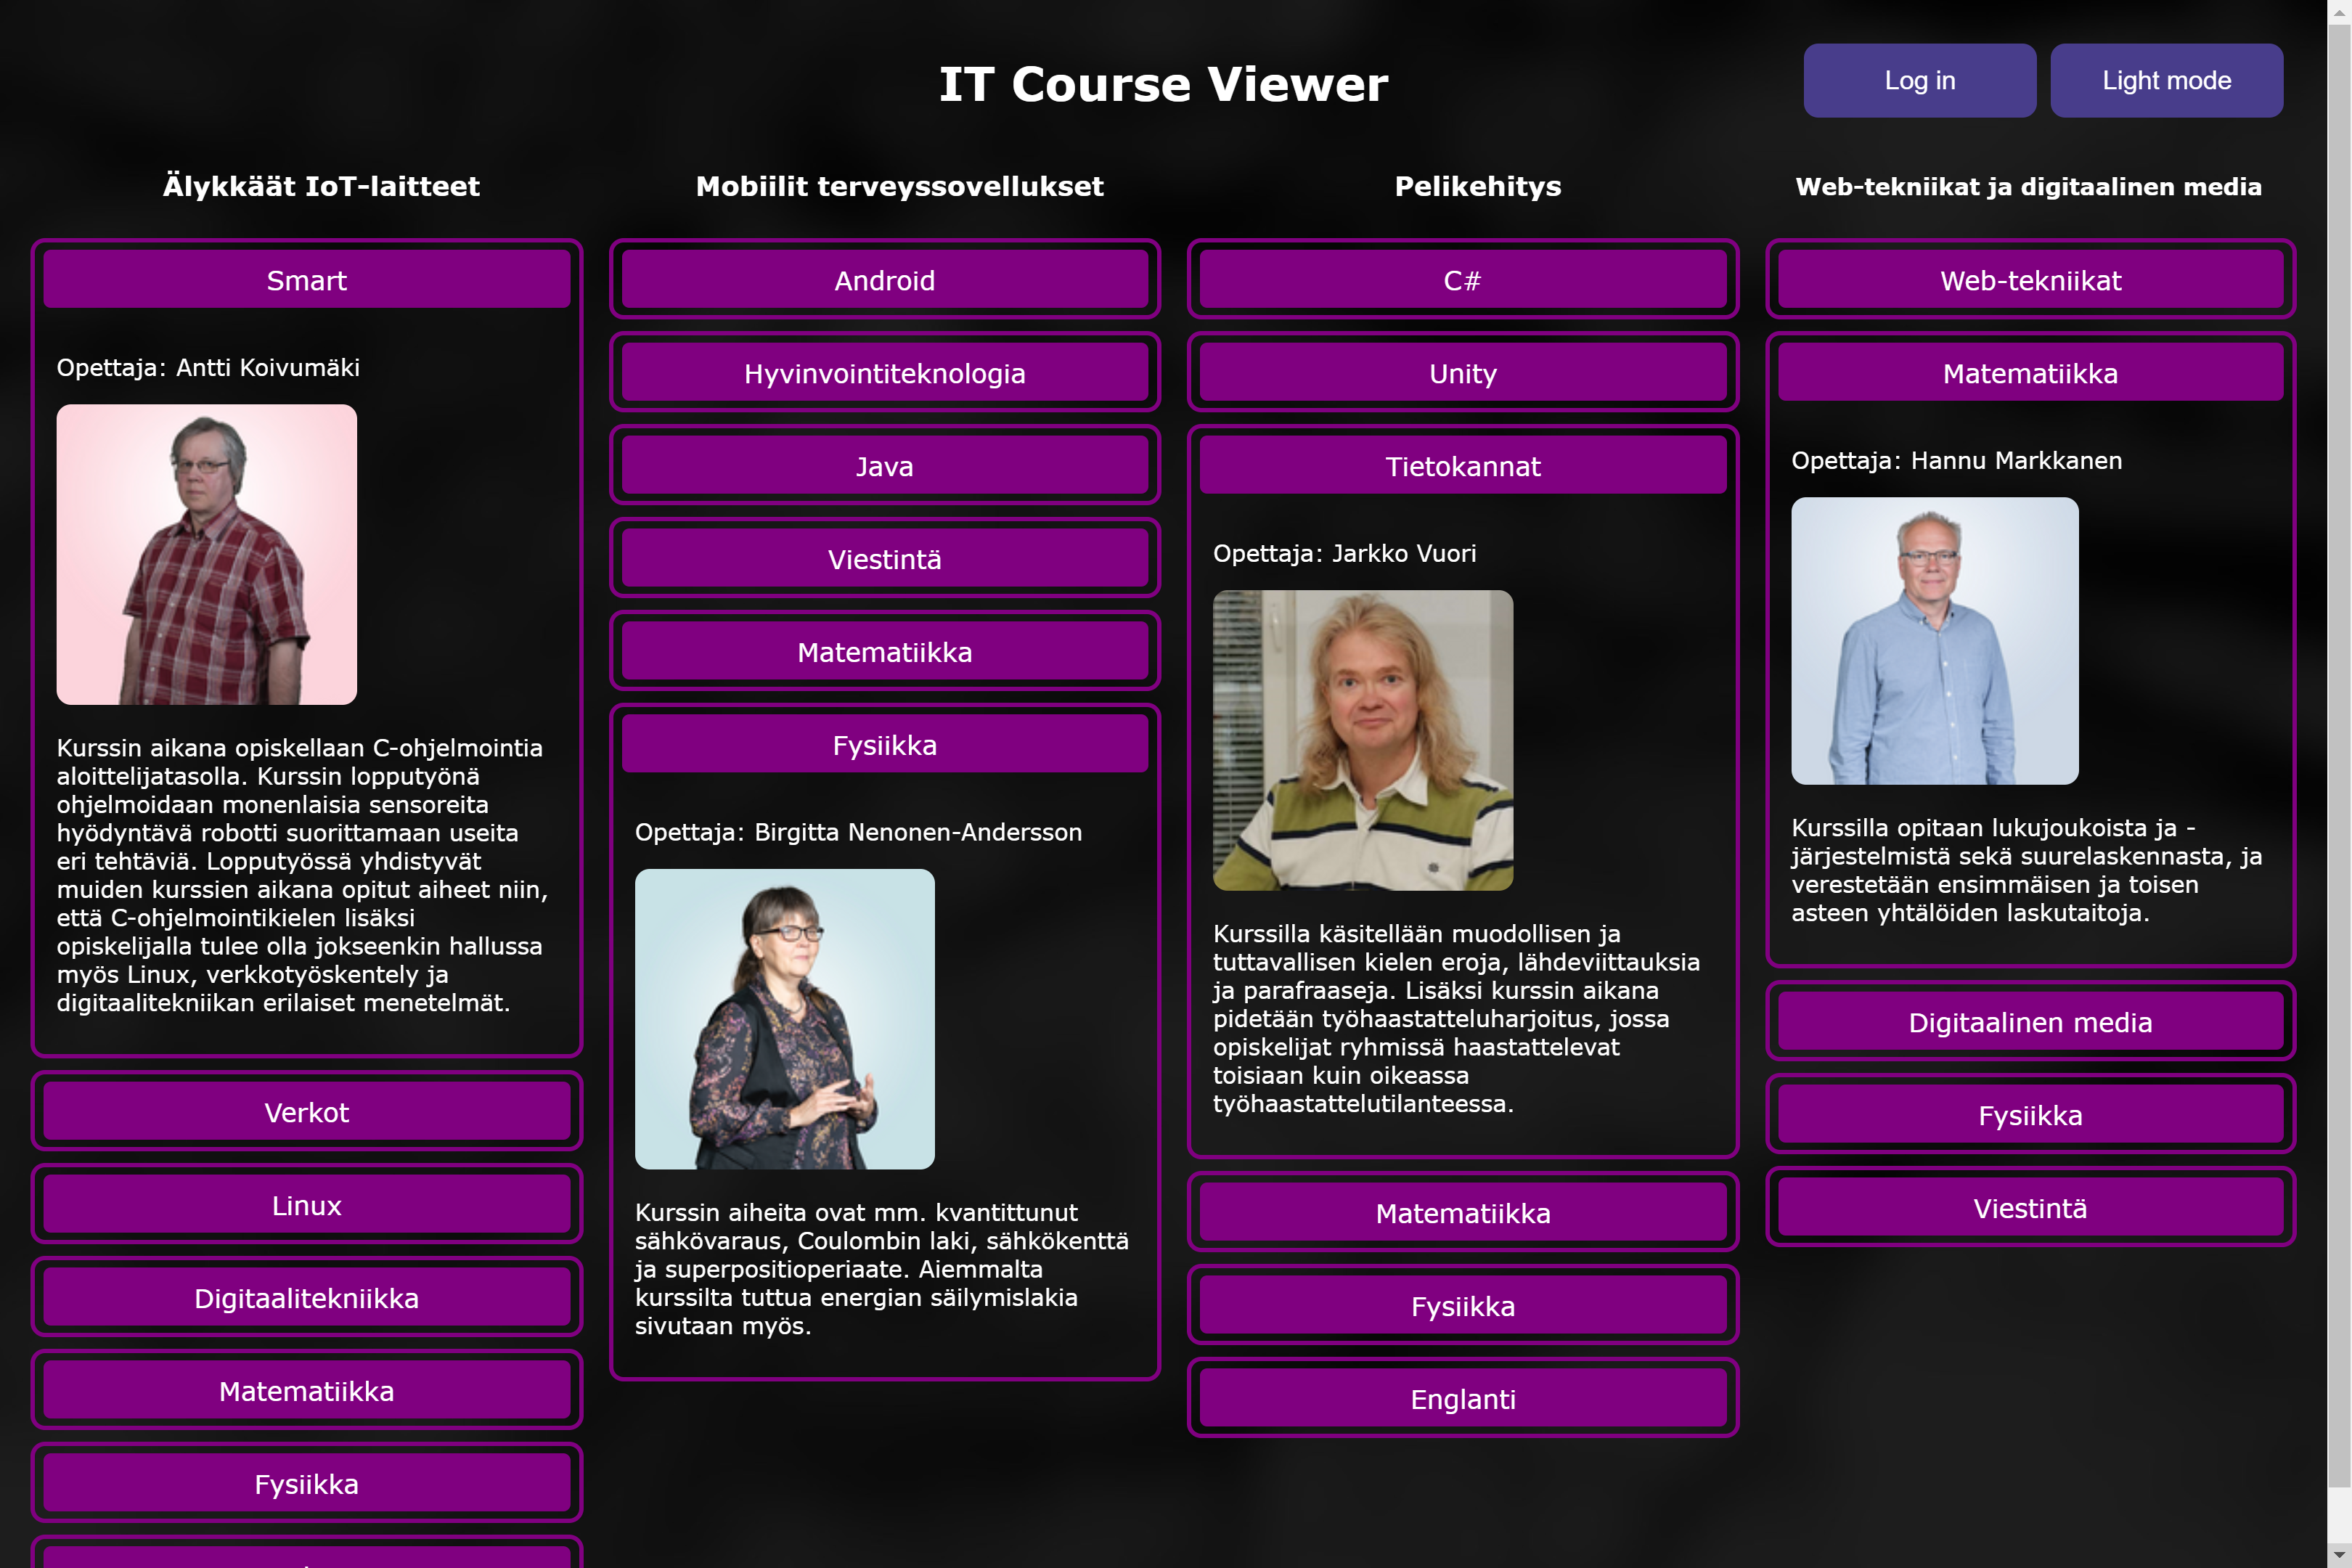 IT Course Viewer
Log in
Light mode
Älykkäät IoT-laitteet
Smart
Opettaja: Antti Koivumäki
Kurssin aikana opiskellaan C-ohjelmointia
aloittelijatasolla. Kurssin lopputyönä
ohjelmoidaan monenlaisia sensoreita
hyödyntävä robotti suorittamaan useita
eri tehtäviä. Lopputyössä yhdistyvät
muiden kurssien aikana opitut aiheet niin,
että C-ohjelmointikielen lisäksi
opiskelijalla tulee olla jokseenkin hallussa
myös Linux, verkkotyöskentely ja
digitaalitekniikan erilaiset menetelmät.
Verkot
Linux
Digitaalitekniikka
Matematiikka
Fysiikka
Mobiilit terveyssovellukset
Android
Hyvinvointiteknologia
Java
Viestintä
Matematiikka
Fysiikka
Opettaja: Birgitta Nenonen-Andersson
Kurssin aiheita ovat mm. kvantittunut
sähkövaraus, Coulombin laki, sähkökenttä
ja superpositioperiaate. Aiemmalta
kurssilta tuttua energian säilymislakia
sivutaan myös.
Pelikehitys
C#
Unity
Tietokannat
Opettaja: Jarkko Vuori
Kurssilla käsitellään muodollisen ja
tuttavallisen kielen eroja, lähdeviittauksia
ja parafraaseja. Lisäksi kurssin aikana
pidetään työhaastatteluharjoitus, jossa
opiskelijat ryhmissä haastattelevat
toisiaan kuin oikeassa
työhaastattelutilanteessa.
Matematiikka
Fysiikka
Englanti
Web-tekniikat ja digitaalinen media
Web-tekniikat
Matematiikka
Opettaja: Hannu Markkanen
Kurssilla opitaan lukujoukoista ja -
järjestelmistä sekä suurelaskennasta, ja
verestetään ensimmäisen ja toisen
asteen yhtälöiden laskutaitoja.
Digitaalinen media
Fysiikka
Viestintä